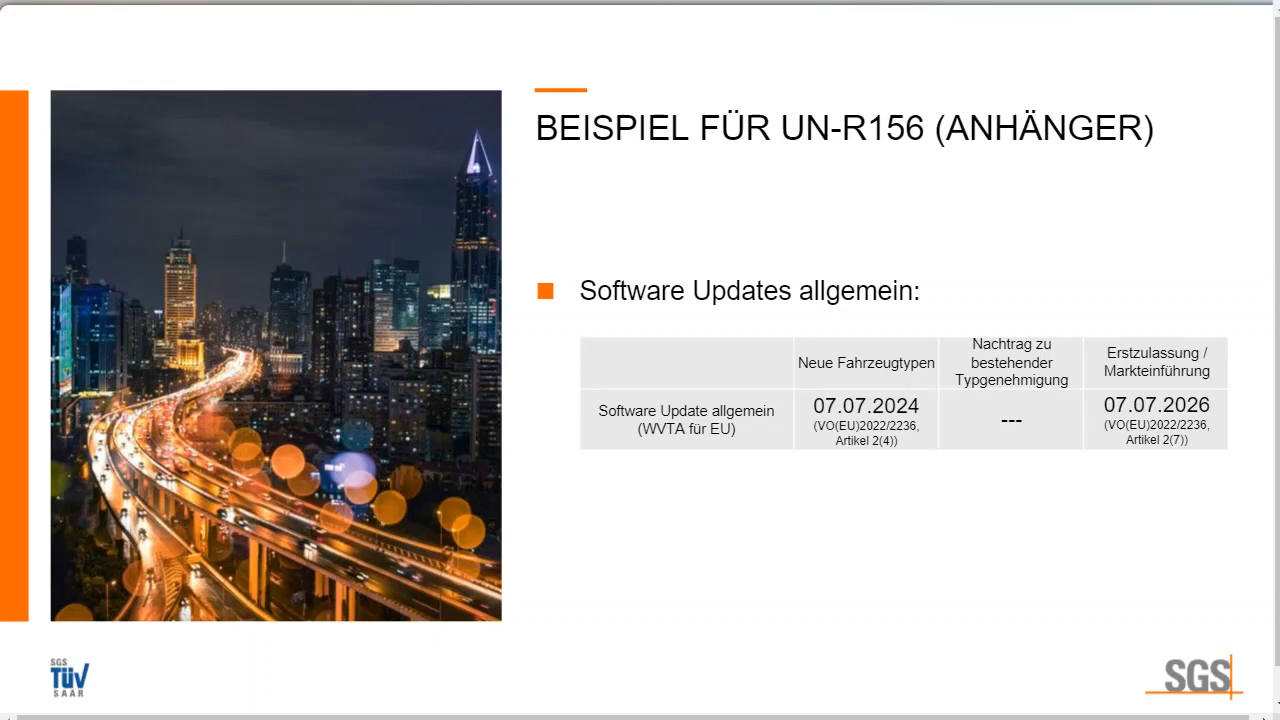 BEISPIEL FÜR UN-R156 (ANHÄNGER)
Software Updates allgemein:
Neue Fahrzeugtypen
Nachtrag zu
bestehender
Typgenehmigung
Erstzulassung /
Markteinführung
Software Update allgemein
(WVTA für EU)
07.07.2024
(VO(EU)2022/2236,
Artikel 2(4))
---
07.07.2026
(VO(EU)2022/2236,
Artikel 2(7))
SGS
TÜV
SAAR
SGS